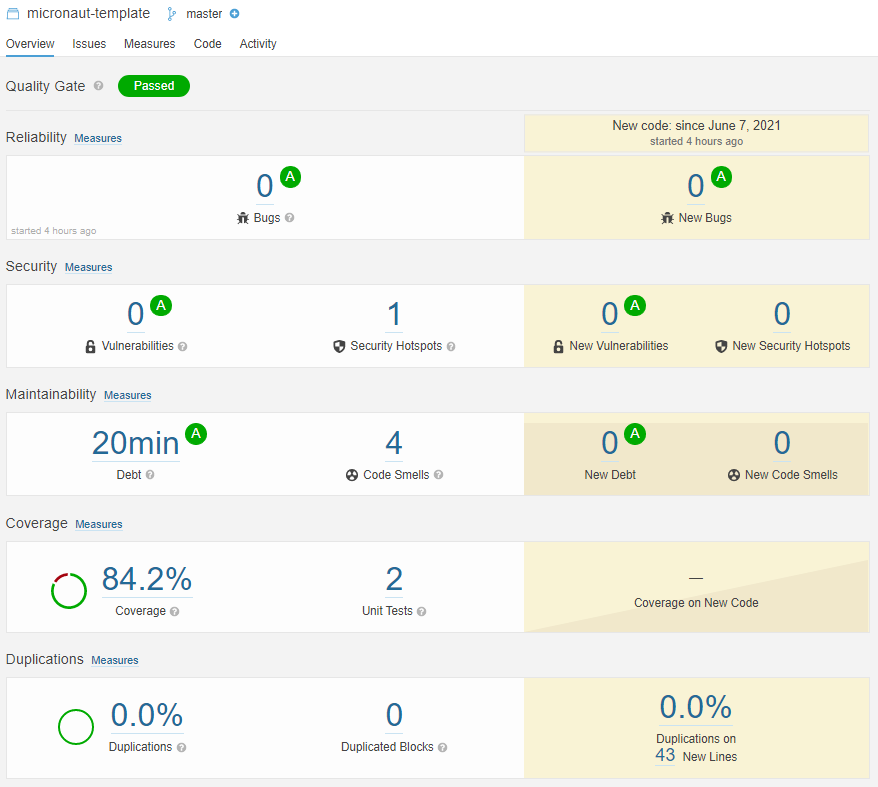 micronaut-template master
Overview Issues Measures Code Activity
Quality Gate ? Passed
New code: since June 7, 2021
started 4 hours ago
Reliability Measures
0 A
Bugs ?
started 4 hours ago
0 A
New Bugs
Security Measures
0 A
Vulnerabilities ?
1
Security Hotspots ?
0 A
New Vulnerabilities
0
New Security Hotspots
Maintainability Measures
20min A
Debt ?
4
Code Smells ?
0 A
New Debt
0
New Code Smells
Coverage Measures
84.2%
Coverage ?
2
Unit Tests ?
—
Coverage on New Code
Duplications Measures
0.0%
Duplications ?
0
Duplicated Blocks ?
0.0%
Duplications on
43 New Lines